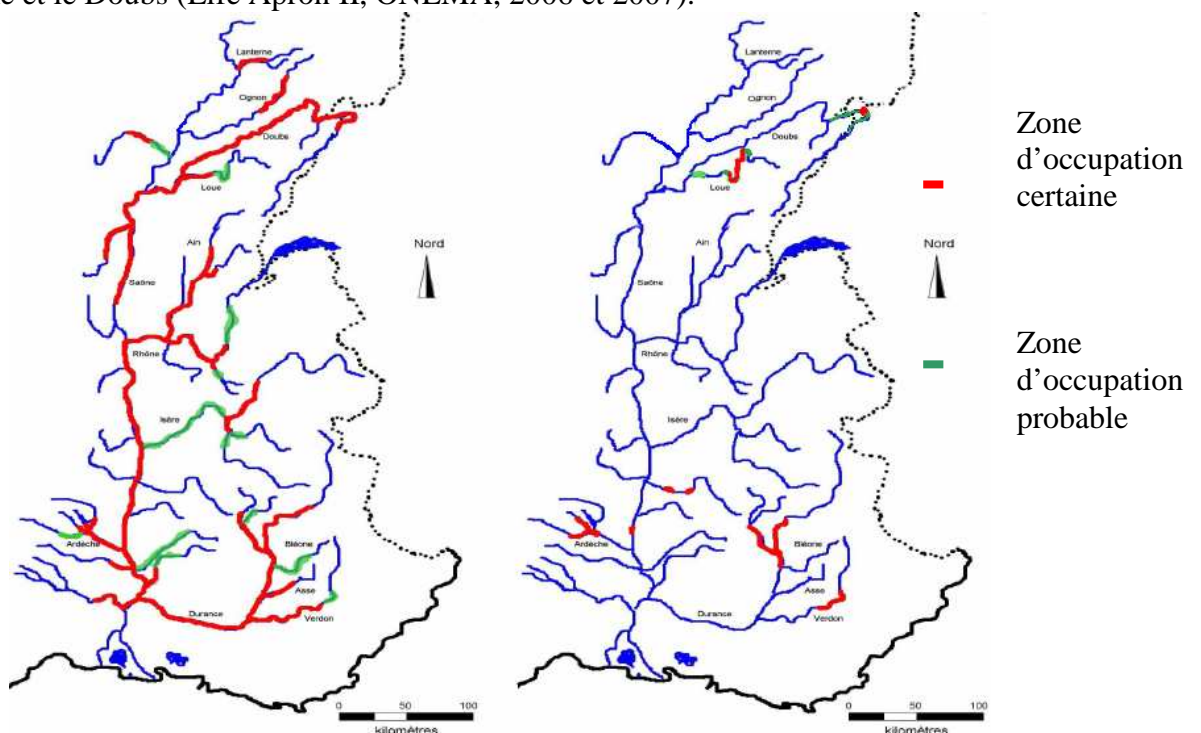 e et le Doubs (Life Apron II, ONEMA, 2006 et 2007).
Lanterne
Ognon
Doubs
Loue
Ain
Nord
Saône
Rhône
Isère
Ardèche
Bléone
Asse
Durance
Verdon
0 50 100
kilomètres
Lanterne
Ognon
Doubs
Loue
Ain
Nord
Saône
Rhône
Isère
Ardèche
Bléone
Asse
Durance
Verdon
0 50 100
kilomètres
Zone
d'occupation
certaine
Zone
d'occupation
probable